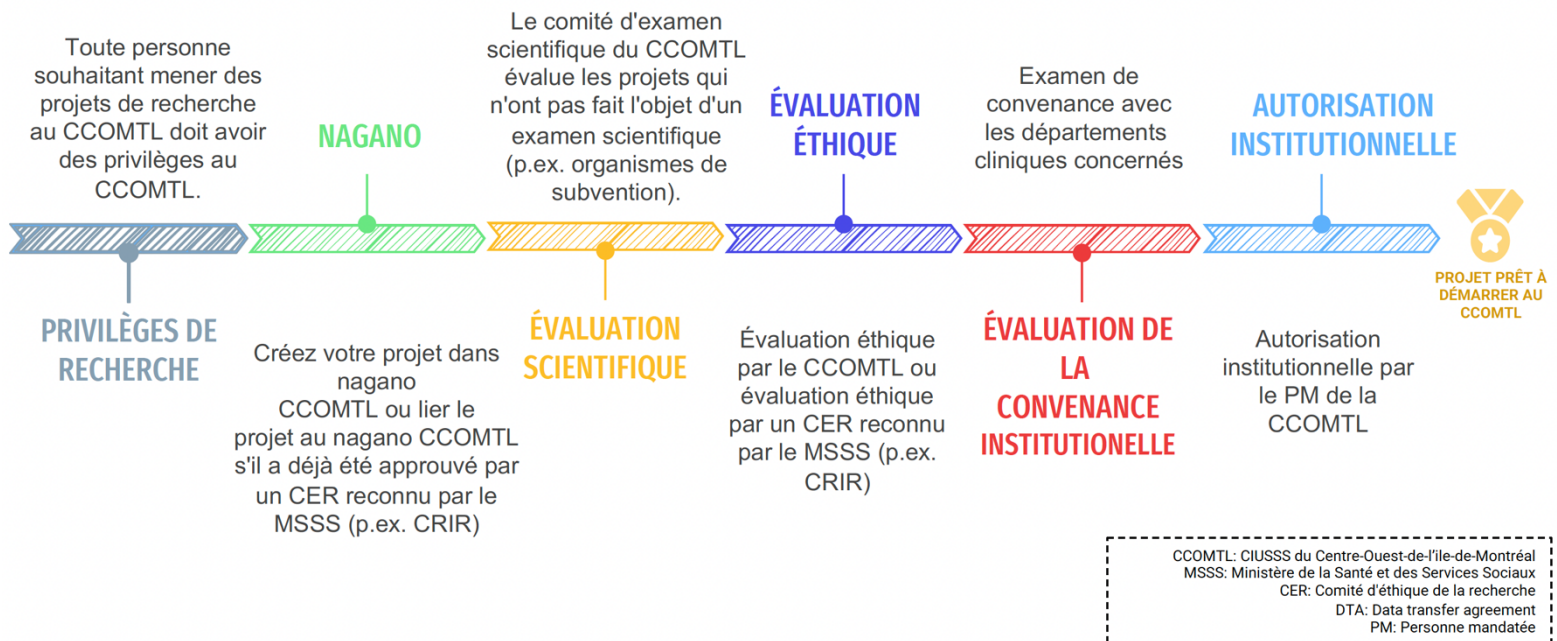 Toute personne
souhaitant mener des
projets de recherche
au CCOMTL doit avoir
des privilèges au
CCOMTL.
PRIVILÈGES DE
RECHERCHE
NAGANO
Créez votre projet dans
nagano
CCOMTL ou lier le
projet au nagano CCOMTL
s'il a déjà été approuvé par
un CER reconnu par le
MSSS (p.ex. CRIR)
Le comité d'examen
scientifique du CCOMTL
évalue les projets qui
n'ont pas fait l'objet d'un
examen scientifique
(p.ex. organismes de
subvention).
ÉVALUATION
SCIENTIFIQUE
ÉVALUATION
ÉTHIQUE
Évaluation éthique
par le CCOMTL ou
évaluation éthique
par un CER reconnu
par le MSSS (p.ex.
CRIR)
Examen de
convenance avec
les départements
cliniques concernés
ÉVALUATION DE
LA
CONVENANCE
INSTITUTIONELLE
AUTORISATION
INSTITUTIONNELLE
Autorisation
institutionnelle par
le PM de la
CCOMTL
PROJET PRÊT À
DÉMARRER AU
CCOMTL
CCOMTL: CIUSSS du Centre-Ouest-de-l'ile-de-Montréal
MSSS: Ministère de la Santé et des Services Sociaux
CER: Comité d'éthique de la recherche
DTA: Data transfer agreement
PM: Personne mandatée